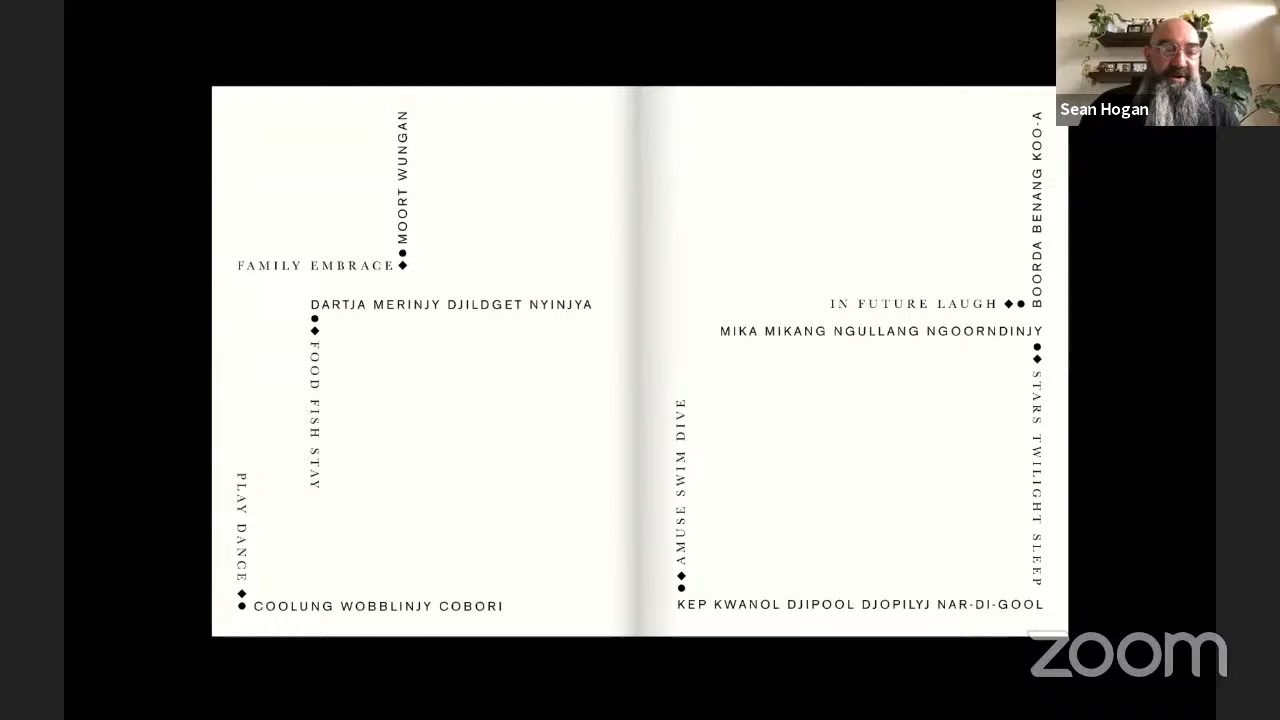 Sean Hogan
MOORT WUNGAN
FAMILY EMBRACE
DARTJA MERINJY DJILDGET NYINJYA
FOOD FISH STAY
PLAY DANCE
COOLUNG WOBBLINJY COBORI
BOORDA BENANG KOO-A
IN FUTURE LAUGH
MIKA MIKANG NGULLANG NGOORNDINJY
STARS TWILIGHT SLEEP
AMUSE SWIM DIVE
KEP KWANOL DJIPOOL DJOPILYJ NAR-DI-GOOL
zoom